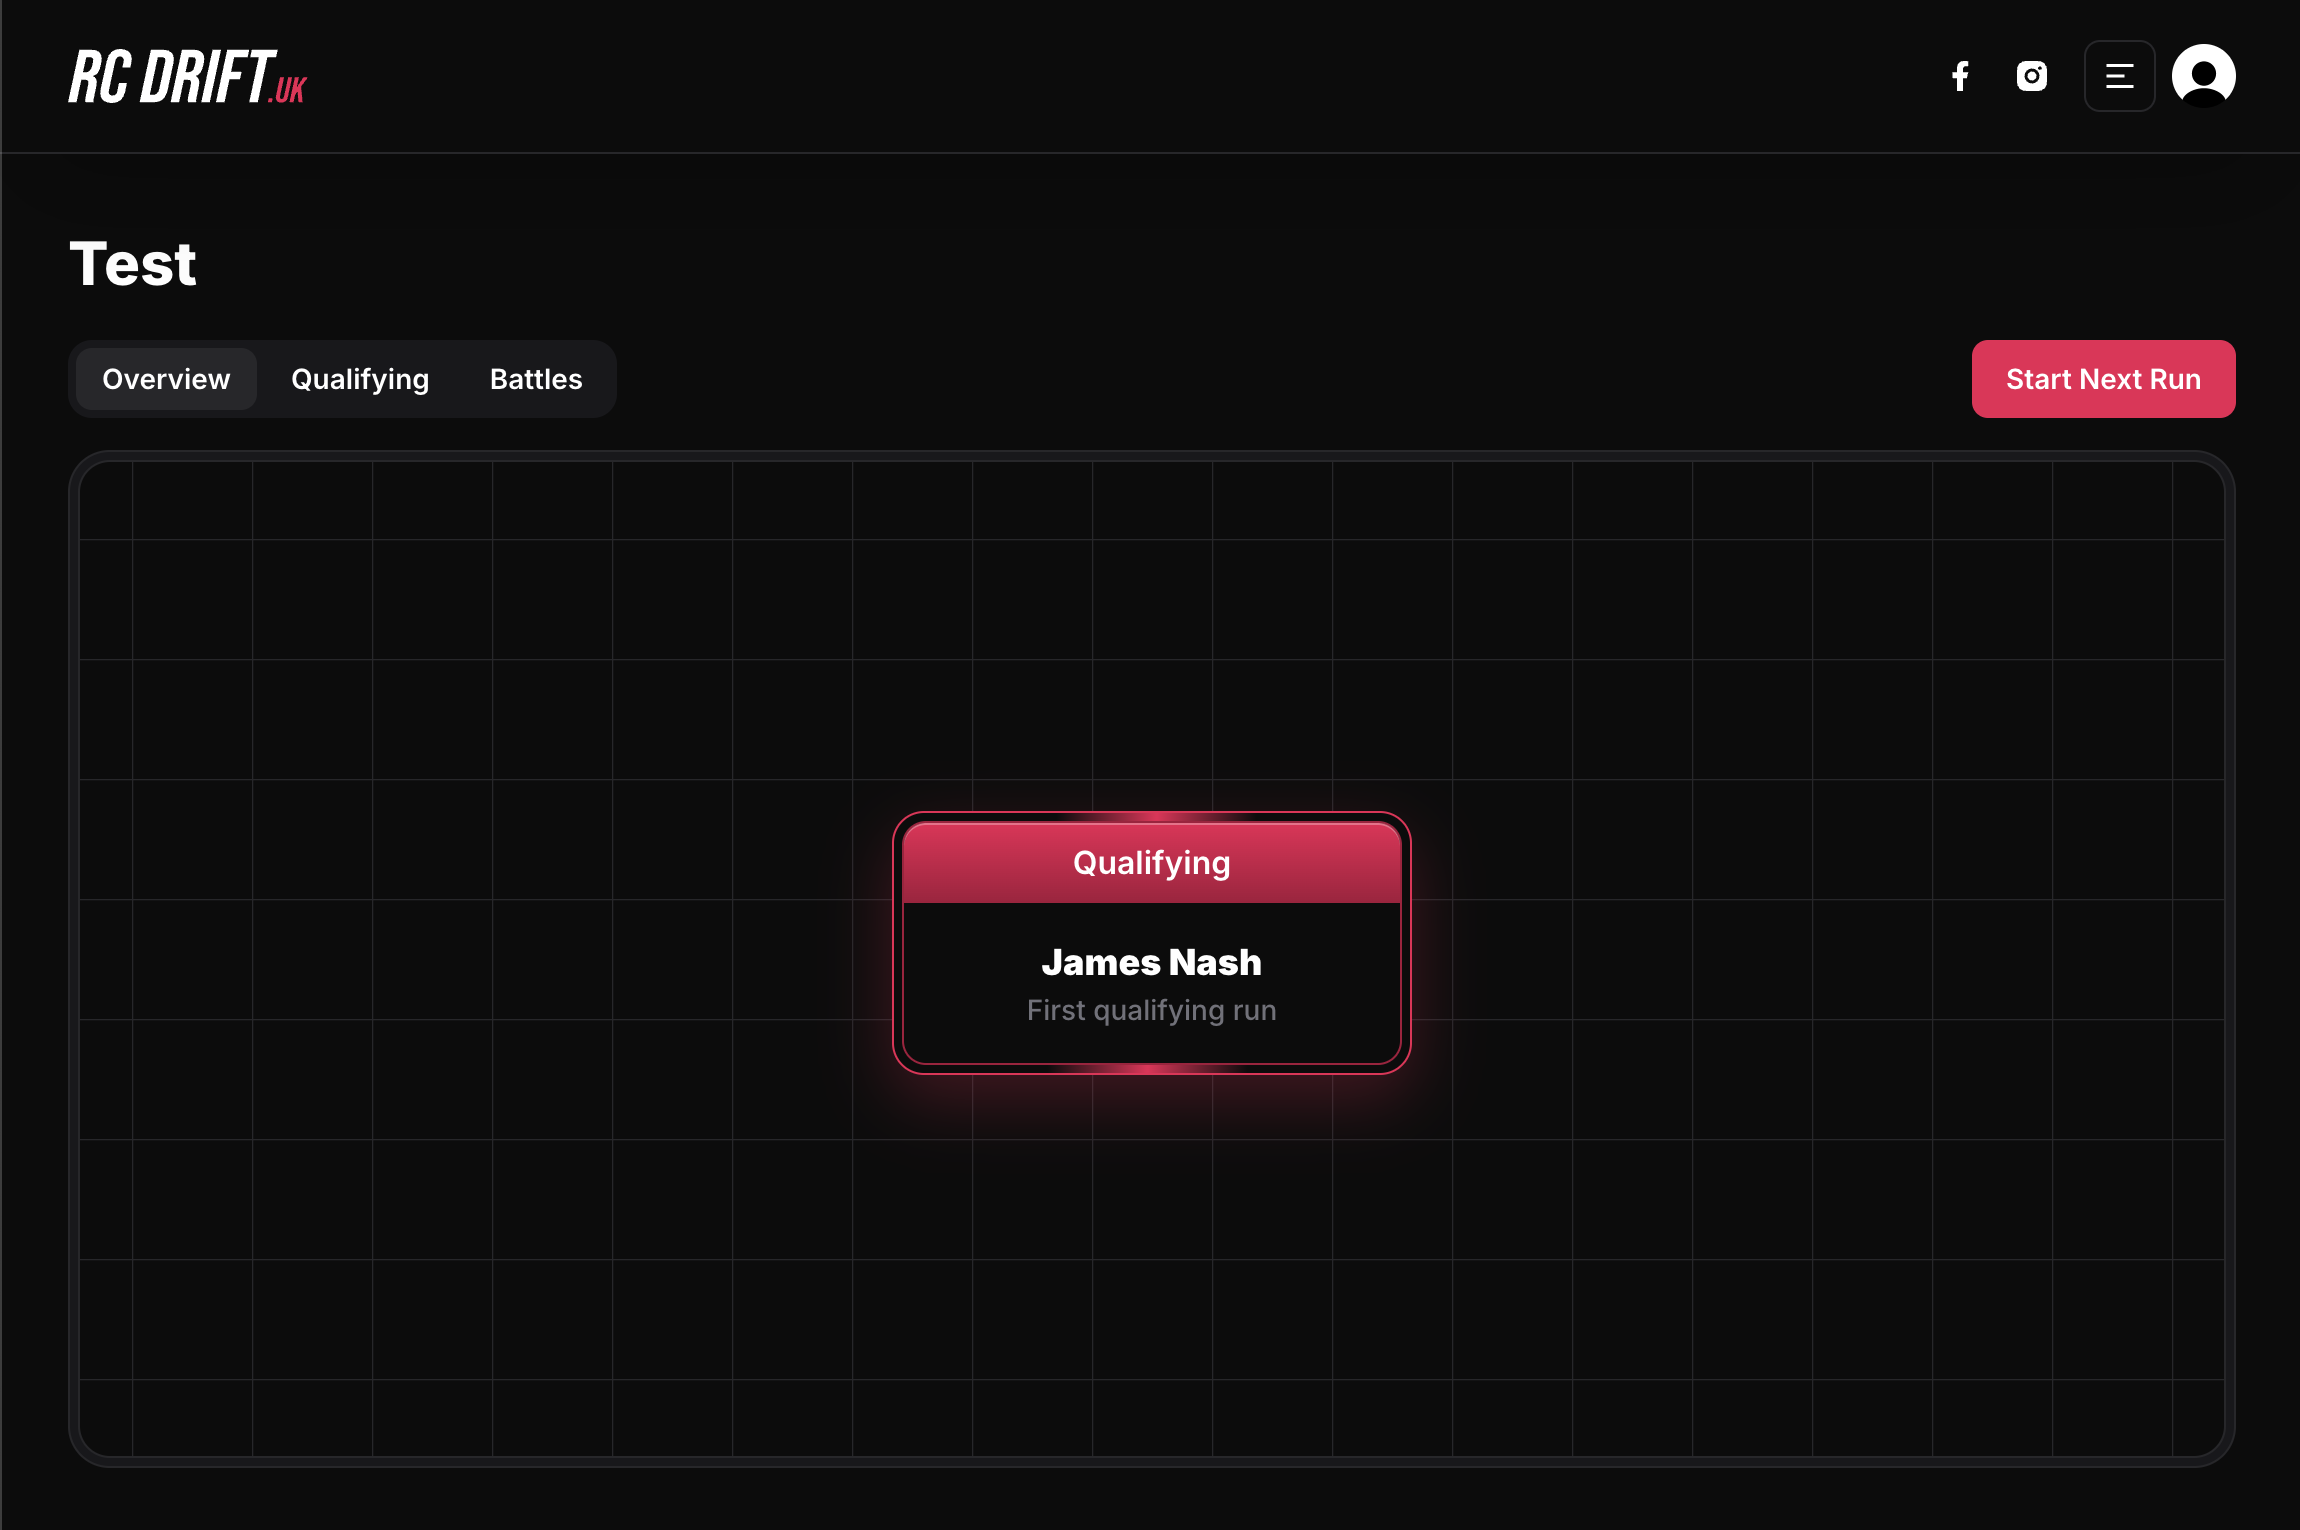 RC DRIFT.UK
Test
Overview Qualifying Battles Start Next Run
Qualifying
James Nash
First qualifying run